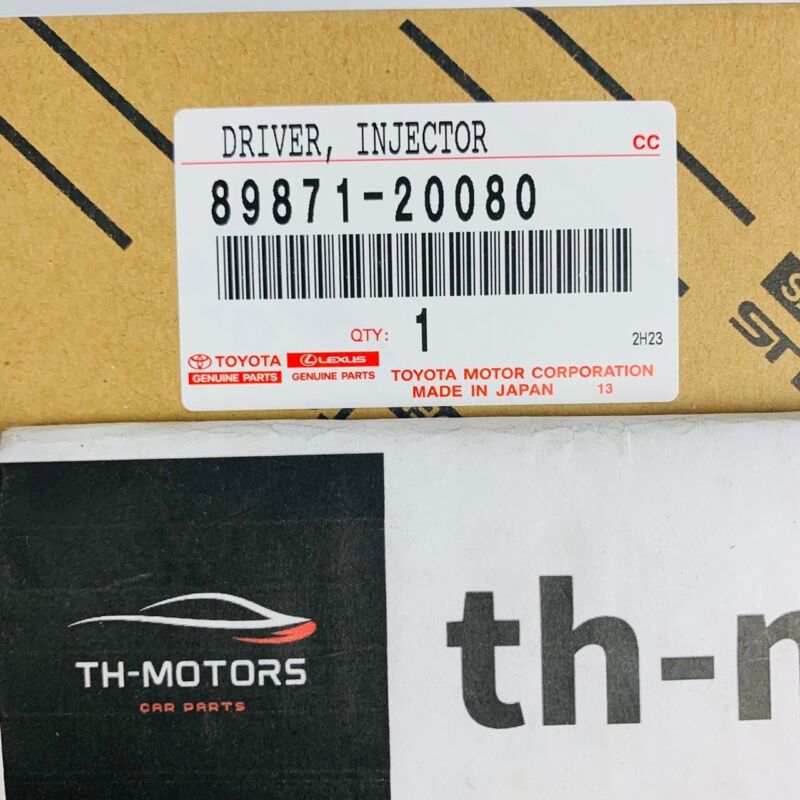 DRIVER, INJECTOR
CC
89871-20080
QTY: 1
2H23
TOYOTA
GENUINE PARTS
LEXUS
GENUINE PARTS
TOYOTA MOTOR CORPORATION
MADE IN JAPAN 13
TH-MOTORS
CAR PARTS